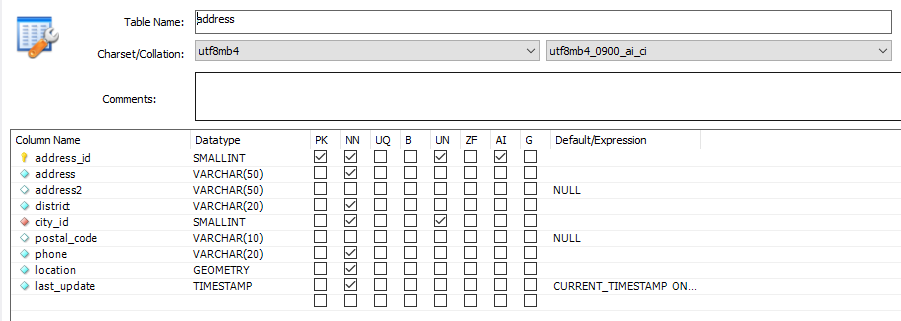 Table Name: address
Charset/Collation: utf8mb4 utf8mb4_0900_ai_ci
Comments:
Column Name Datatype PK NN UQ B UN ZF AI G Default/Expression
address_id SMALLINT
address VARCHAR(50)
address2 VARCHAR(50) NULL
district VARCHAR(20)
city_id SMALLINT
postal_code VARCHAR(10) NULL
phone VARCHAR(20)
location GEOMETRY
last_update TIMESTAMP CURRENT_TIMESTAMP ON...